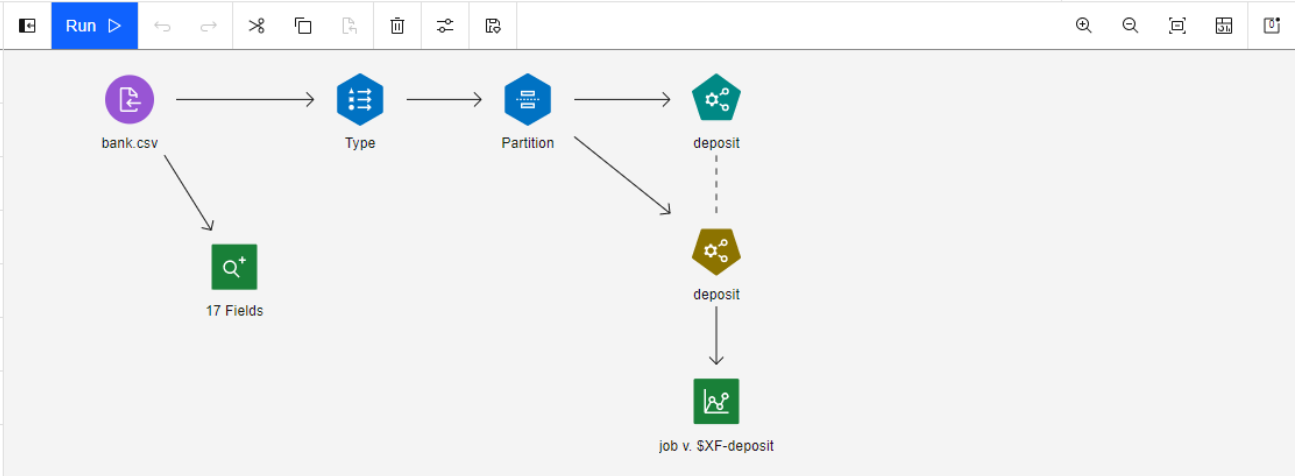 Run
bank.csv
Type
Partition
deposit
17 Fields
deposit
job v. $XF-deposit